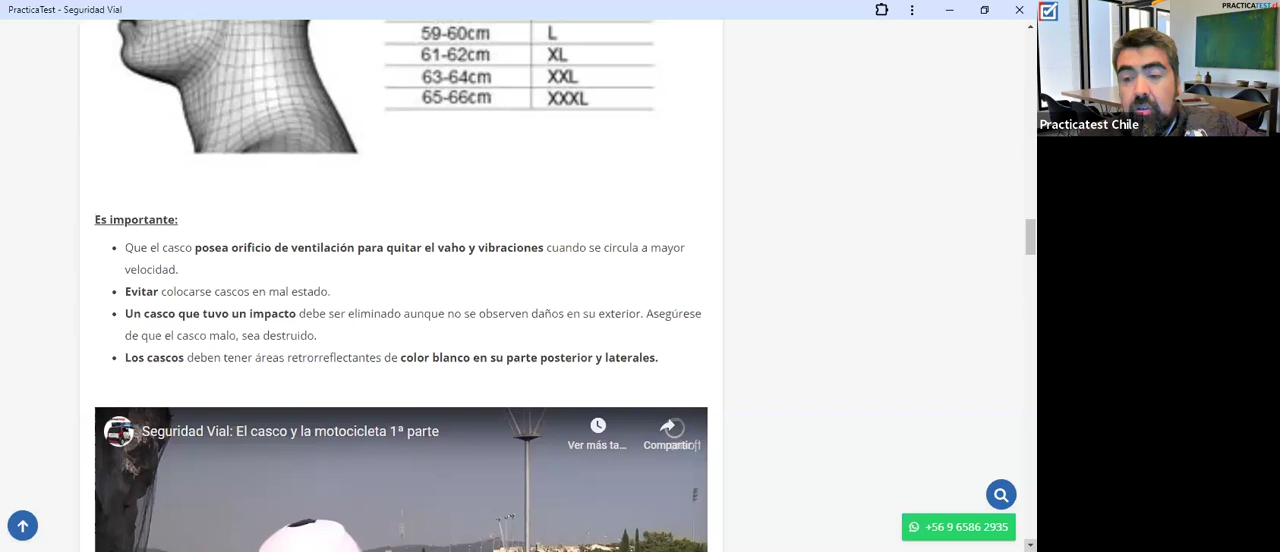 PracticaTest - Seguridad Vial
PRACTICATEST.cl
59-60cm L
61-62cm XL
63-64cm XXL
65-66cm XXXL
Practicatest Chile
Es importante:
Que el casco posea orificio de ventilación para quitar el vaho y vibraciones cuando se circula a mayor
velocidad.
Evitar colocarse cascos en mal estado.
Un casco que tuvo un impacto debe ser eliminado aunque no se observen daños en su exterior. Asegúrese
de que el casco malo, sea destruido.
Los cascos deben tener áreas retrorreflectantes de color blanco en su parte posterior y laterales.
Seguridad Vial: El casco y la motocicleta 1ª parte
Ver más ta...
Compartir
+56 9 6586 2935